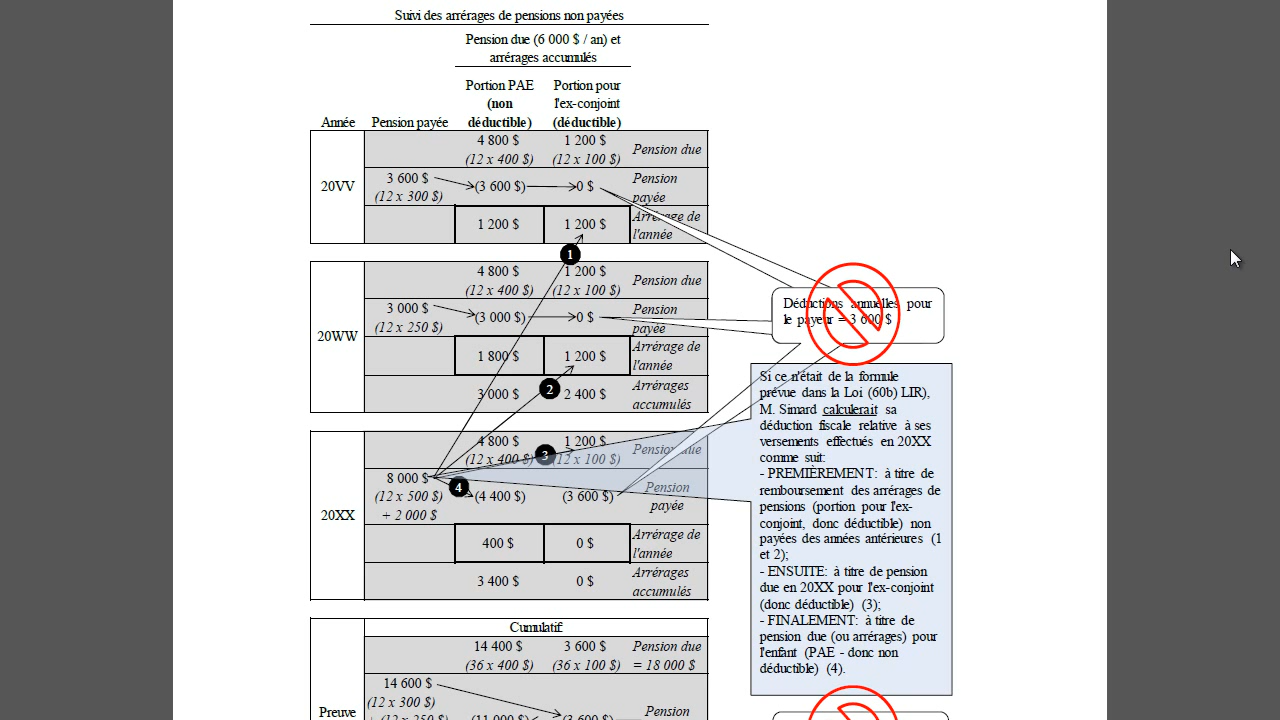 Suivi des arrérages de pensions non payées
Pension due (6 000 $ / an) et
arrérages accumulés
Portion PAE
(non
déductible)
Portion pour
l'ex-conjoint
(déductible)
Année
Pension payée
20VV
4 800 $
(12 x 400 $)
1 200 $
(12 x 100 $)
Pension due
3 600 $
(12 x 300 $)
(3 600 $)
0 $
Pension
payée
1 200 $
1 200 $
Arrérage de
l'année
1
20WW
4 800 $
(12 x 400 $)
1 200 $
(12 x 100 $)
Pension due
3 000 $
(12 x 250 $)
(3 000 $)
0 $
Pension
payée
1 800 $
1 200 $
Arrérage de
l'année
2
3 000 $
2 400 $
Arrérages
accumulés
20XX
4 800 $
(12 x 400 $)
3
1 200 $
(12 x 100 $)
Pension due
8 000 $
(12 x 500 $)
+ 2 000 $
4
(4 400 $)
(3 600 $)
Pension
payée
400 $
0 $
Arrérage de
l'année
3 400 $
0 $
Arrérages
accumulés
Déductions annuelles pour
le payeur = 3 600 $
Si ce n'était de la formule
prévue dans la Loi (60b) LIR),
M. Simard calculerait sa
déduction fiscale relative à ses
versements effectués en 20XX
comme suit:
- PREMIÈREMENT: à titre de
remboursement des arrérages de
pensions (portion pour l'ex-
conjoint, donc déductible) non
payées des années antérieures (1
et 2);
- ENSUITE: à titre de pension
due en 20XX pour l'ex-conjoint
(donc déductible) (3);
- FINALEMENT: à titre de
pension due (ou arrérages) pour
l'enfant (PAE - donc non
déductible) (4).
Cumulatif
Preuve
14 400 $
(36 x 400 $)
3 600 $
(36 x 100 $)
Pension due
= 18 000 $
14 600 $
(12 x 300 $)
+ (12 x 250 $)
(11 000 $)
(3 600 $)
Pension